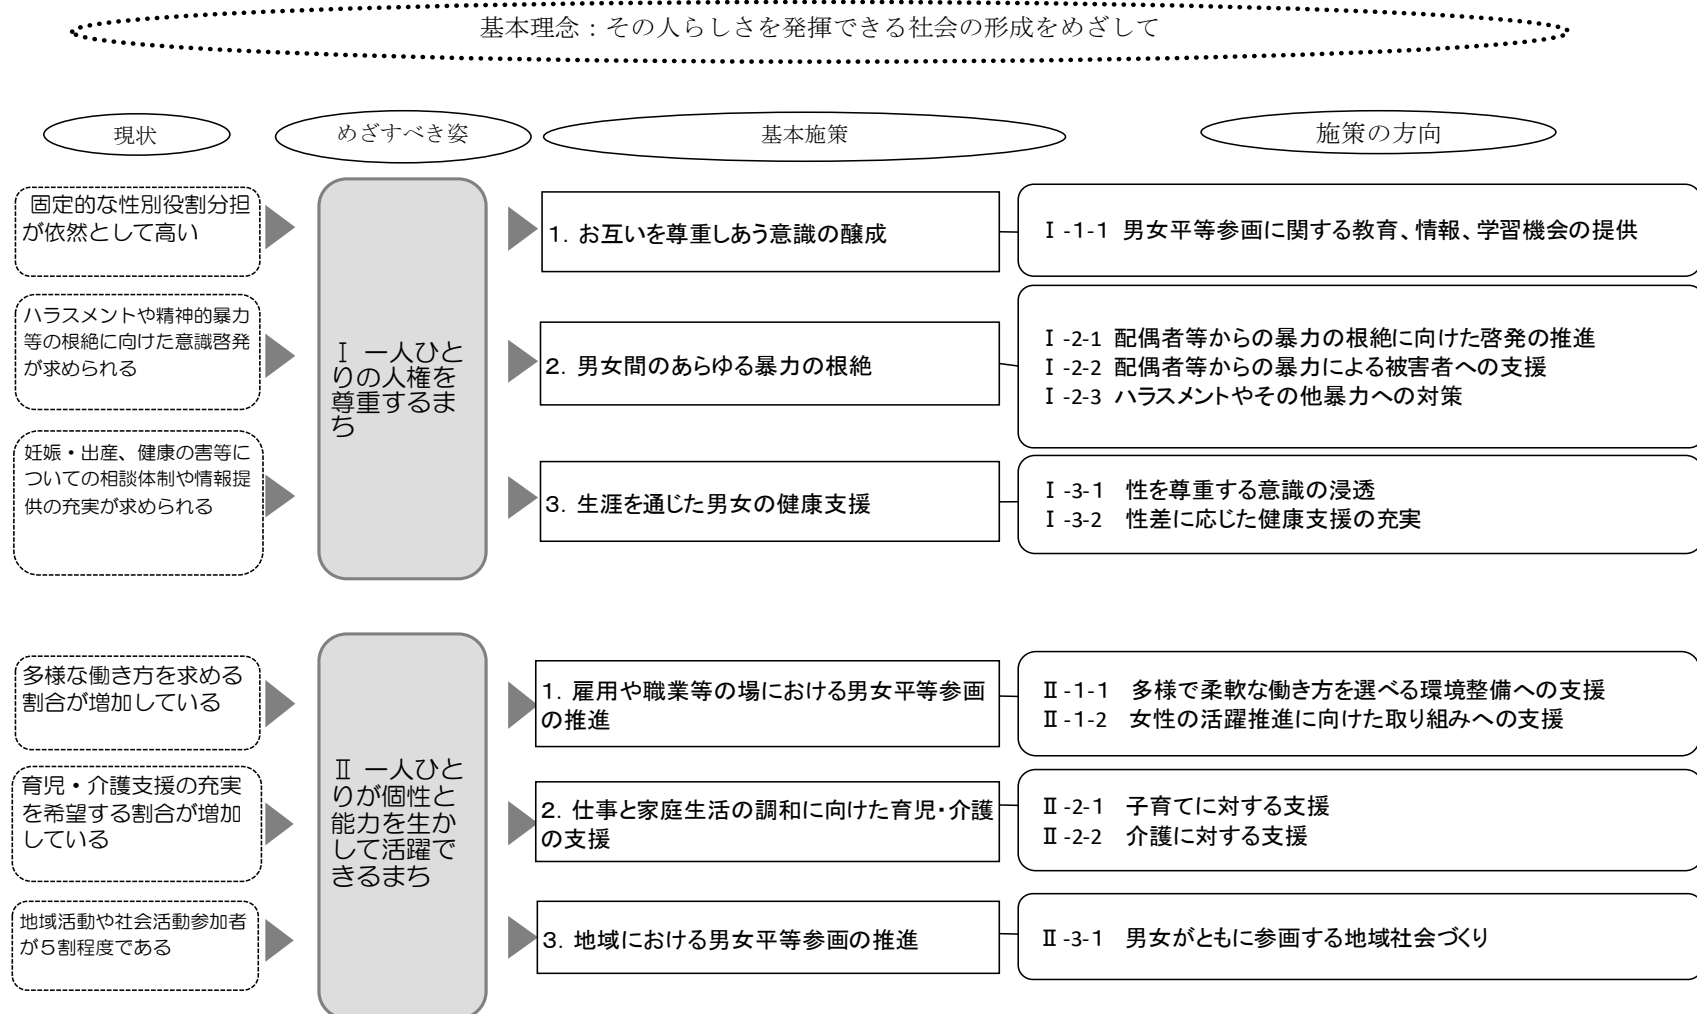 基本理念：その人らしさを発揮できる社会の形成をめざして
現状
めざすべき姿
基本施策
施策の方向
固定的な性別役割分担
が依然として高い
ハラスメントや精神的暴力
等の根絶に向けた意識啓発
が求められる
妊娠・出産、健康の害等に
ついての相談体制や情報提
供の充実が求められる
Ⅰ 一人ひと
りの人権を
尊重するま
ち
1．お互いを尊重しあう意識の醸成
Ⅰ-1-1 男女平等参画に関する教育、情報、学習機会の提供
2．男女間のあらゆる暴力の根絶
Ⅰ-2-1 配偶者等からの暴力の根絶に向けた啓発の推進
Ⅰ-2-2 配偶者等からの暴力による被害者への支援
Ⅰ-2-3 ハラスメントやその他暴力への対策
3．生涯を通じた男女の健康支援
Ⅰ-3-1 性を尊重する意識の浸透
Ⅰ-3-2 性差に応じた健康支援の充実
多様な働き方を求める
割合が増加している
育児・介護支援の充実
を希望する割合が増加
している
地域活動や社会活動参加者
が５割程度である
Ⅱ 一人ひと
りが個性と
能力を生か
して活躍で
きるまち
1．雇用や職業等の場における男女平等参画
の推進
Ⅱ-1-1 多様で柔軟な働き方を選べる環境整備への支援
Ⅱ-1-2 女性の活躍推進に向けた取り組みへの支援
2．仕事と家庭生活の調和に向けた育児・介護
の支援
Ⅱ-2-1 子育てに対する支援
Ⅱ-2-2 介護に対する支援
3．地域における男女平等参画の推進
Ⅱ-3-1 男女がともに参画する地域社会づくり